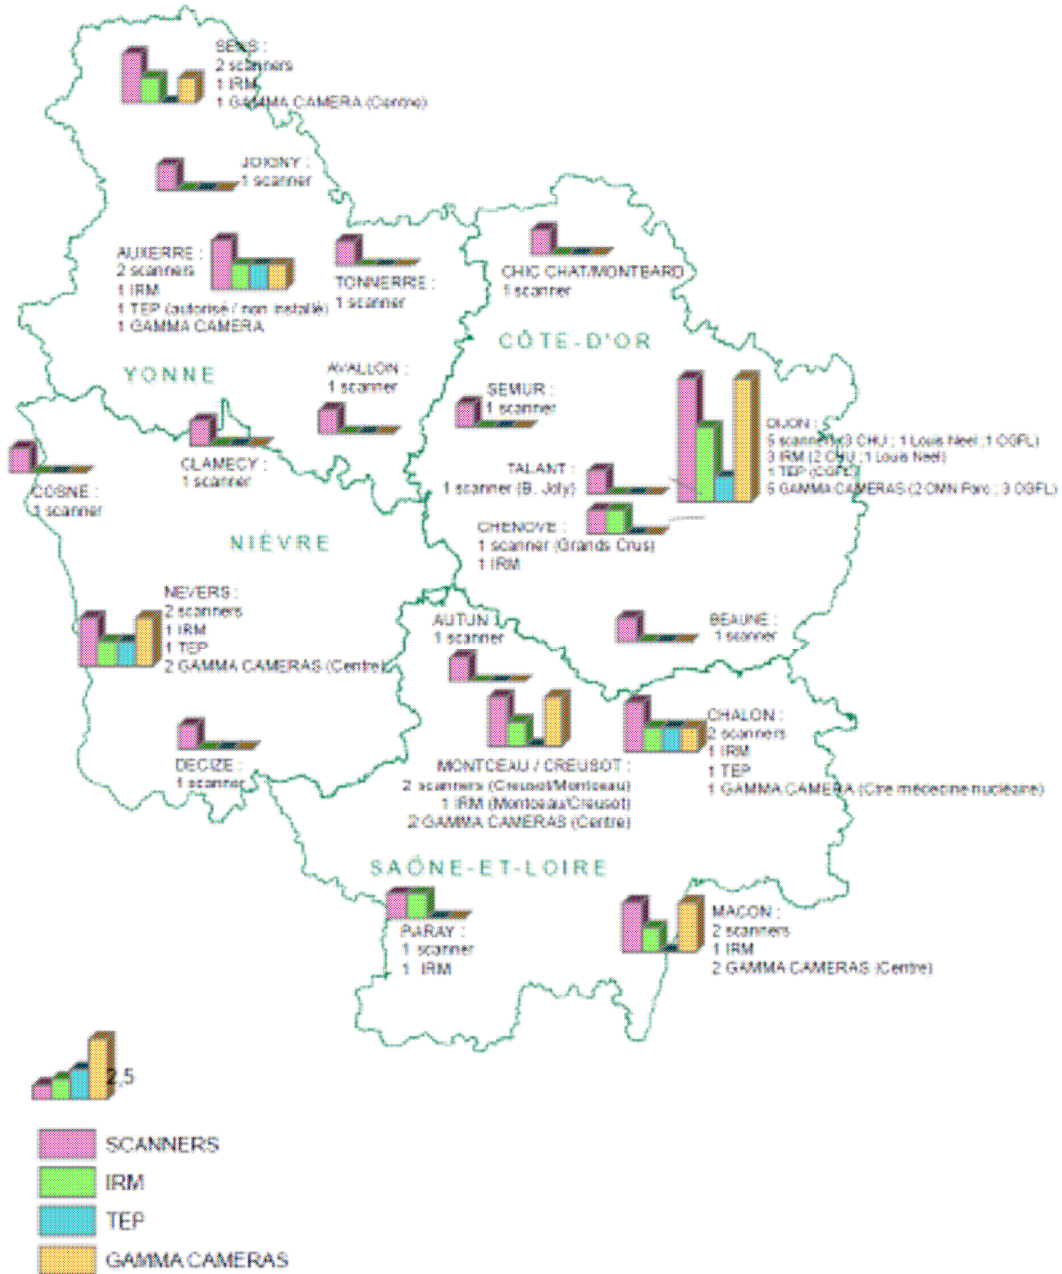 SENS :
2 scanners
1 IRM
1 GAMMA CAMERA (Centre)
JOIGNY :
1 scanner
AUXERRE :
2 scanners
1 IRM
1 TEP (autorisé / non installé)
1 GAMMA CAMERA
TONNERRE :
1 scanner
CHIC CHAT/MONTBARD
1 scanner
CÔTE-D'OR
YONNE
AVALLON :
1 scanner
SEMUR :
1 scanner
DIJON :
5 scanners (3 CHU ; 1 Louis Neel ; 1 CGFL)
3 IRM (2 CHU ; 1 Louis Neel)
1 TEP (CGFL)
5 GAMMA CAMERAS (2 CMN Parc ; 3 CGFL)
CLAMECY :
1 scanner
COSNE :
1 scanner
TALANT :
1 scanner (B. Joly)
CHENOVE :
1 scanner (Grands Crus)
1 IRM
NIÈVRE
NEVERS :
2 scanners
1 IRM
1 TEP
2 GAMMA CAMERAS (Centre)
AUTUN :
1 scanner
BEAUNE :
1 scanner
DECIZE :
1 scanner
MONTCEAU / CREUSOT :
2 scanners (Creusot/Montceau)
1 IRM (Montceau/Creusot)
2 GAMMA CAMERAS (Centre)
CHALON :
2 scanners
1 IRM
1 TEP
1 GAMMA CAMERA (Ctre médecine nucléaire)
SAÔNE-ET-LOIRE
PARAY :
1 scanner
1 IRM
MACON :
2 scanners
1 IRM
2 GAMMA CAMERAS (Centre)
2,5
SCANNERS
IRM
TEP
GAMMA CAMERAS